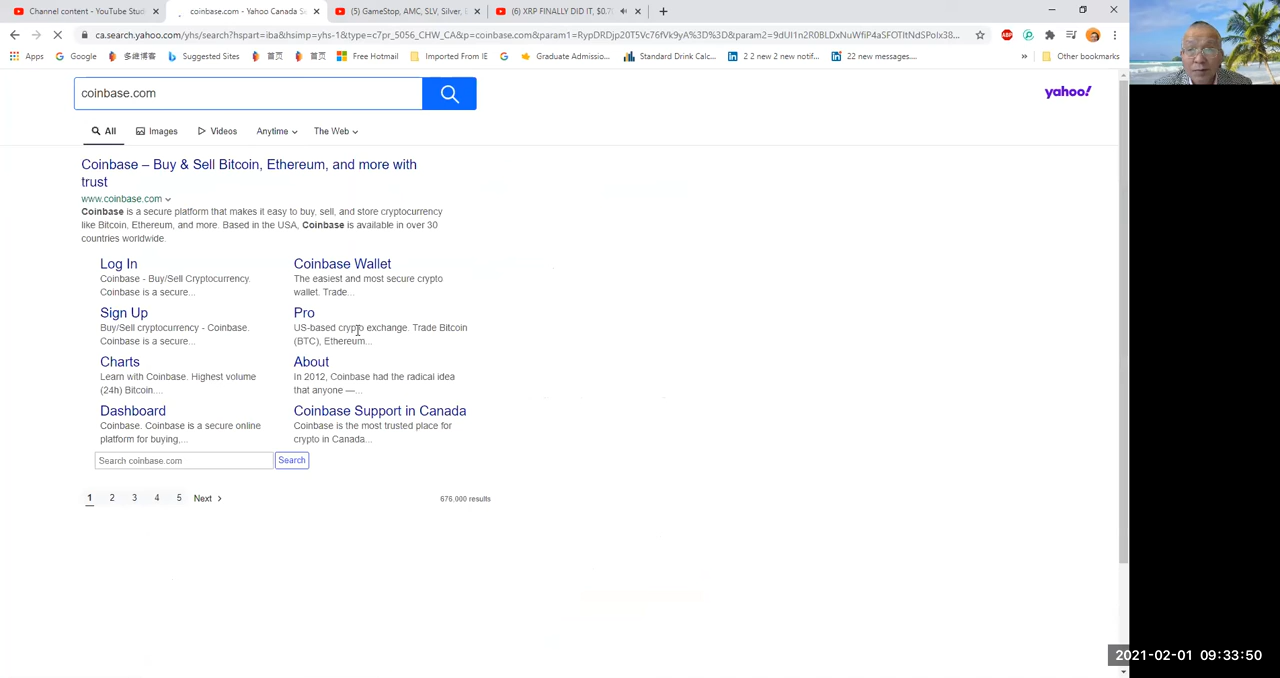 Channel content - YouTube Stud
coinbase.com - Yahoo Canada S
(5) GameStop, AMC, SLV, Silver,
(6) XRP FINALLY DID IT, $0.7
ca.search.yahoo.com/yhs/search?hspart=iba&hsimp=yhs-1&type=c7pr_5056_CHW_CA&p=coinbase.com&param1=
Apps
Google
多維博客
Suggested Sites
首页
首页
Free Hotmail
Imported From IE
Graduate Admissio...
Standard Drink Calc...
2 2 new 2 new notif...
22 new messages....
»
Other bookmarks
coinbase.com
yahoo!
All
Images
Videos
Anytime
The Web
Coinbase – Buy & Sell Bitcoin, Ethereum, and more with
trust
www.coinbase.com
Coinbase is a secure platform that makes it easy to buy, sell, and store cryptocurrency
like Bitcoin, Ethereum, and more. Based in the USA, Coinbase is available in over 30
countries worldwide.
Log In
Coinbase - Buy/Sell Cryptocurrency.
Coinbase is a secure...
Coinbase Wallet
The easiest and most secure crypto
wallet. Trade...
Sign Up
Buy/Sell cryptocurrency - Coinbase.
Coinbase is a secure...
Pro
US-based crypto exchange. Trade Bitcoin
(BTC), Ethereum...
Charts
Learn with Coinbase. Highest volume
(24h) Bitcoin....
About
In 2012, Coinbase had the radical idea
that anyone —...
Dashboard
Coinbase. Coinbase is a secure online
platform for buying,...
Coinbase Support in Canada
Coinbase is the most trusted place for
crypto in Canada...
Search coinbase.com
Search
1 2 3 4 5 Next
676,000 results
2021-02-01 09:33:50